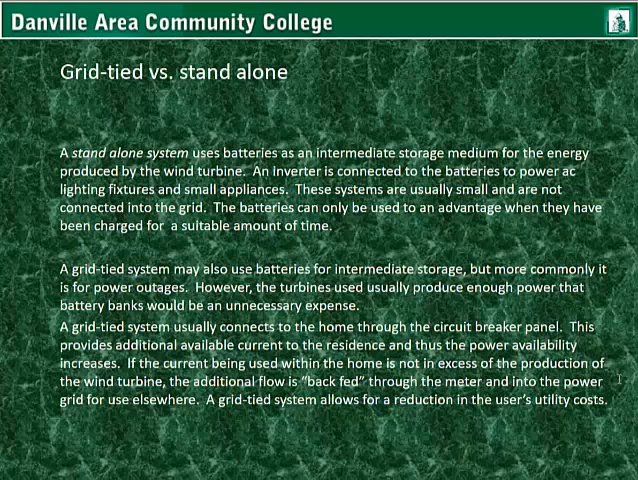 Danville Area Community College
Grid-tied vs. stand alone
A stand alone system uses batteries as an intermediate storage medium for the energy
produced by the wind turbine. An Inverter is connected to the batteries to power ac
lighting fixtures and small appliances. These systems are usually small and are not
connected into the grid. The batteries can only be used to an advantage when they have
been charged for a suitable amount of time.
A grid-tied system may also use batteries for intermediate storage, but more commonly it
is for power outages. However, the turbines used usually produce enough power that
battery banks would be an unnecessary expense.
A grid-tied system usually connects to the home through the circuit breaker panel. This
provides additional available current to the residence and thus the power availability
increases. If the current being used within the home is not in excess of the production of
the wind turbine, the additional flow is “back fed” through the meter and into the power
grid for use elsewhere. A grid-tied system allows for a reduction in the user’s utility costs.